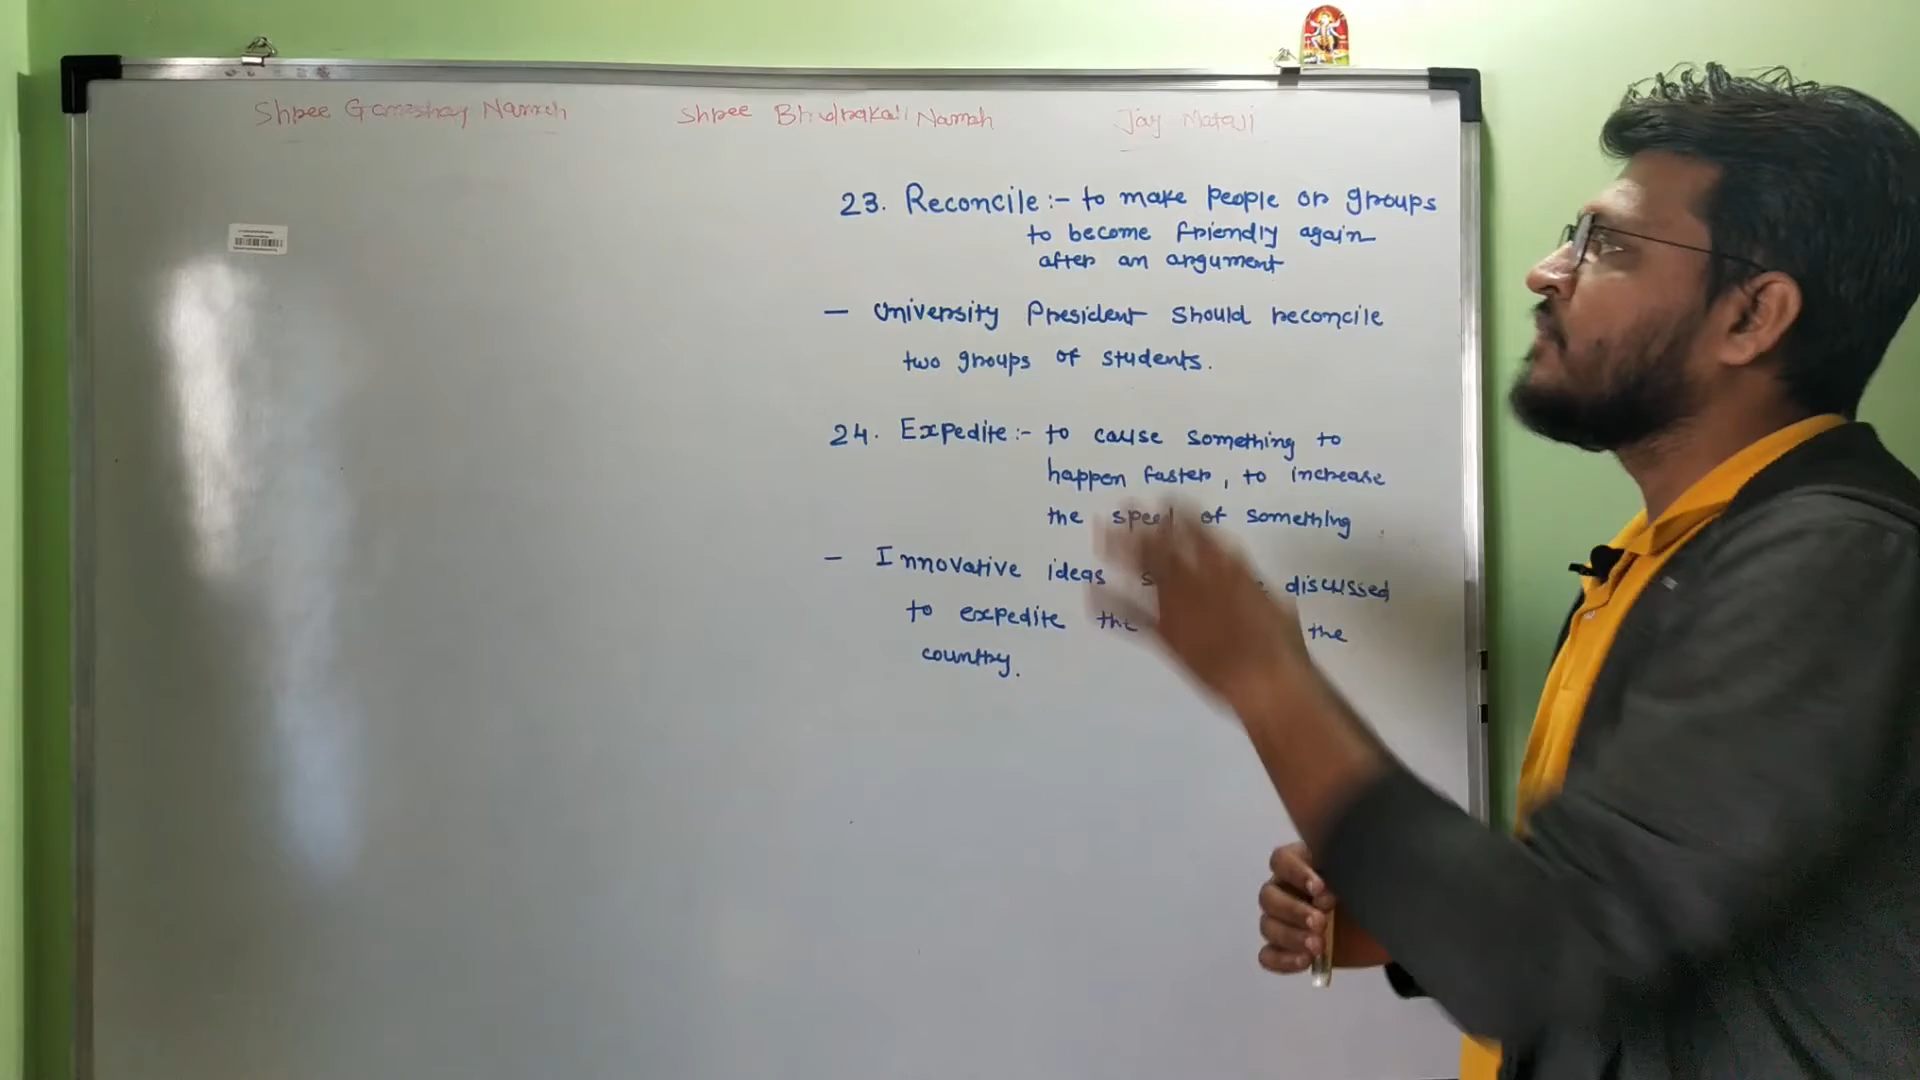 Shree Ganeshay Namah Shree Bhadrakali Namah Jay Mataji
23. Reconcile :- to make people or groups
to become friendly again
after an argument
- University President should reconcile
two groups of students.
24. Expedite :- to cause something to
happen faster, to increase
the speed of something
- Innovative ideas discussed
to expedite the the
country.